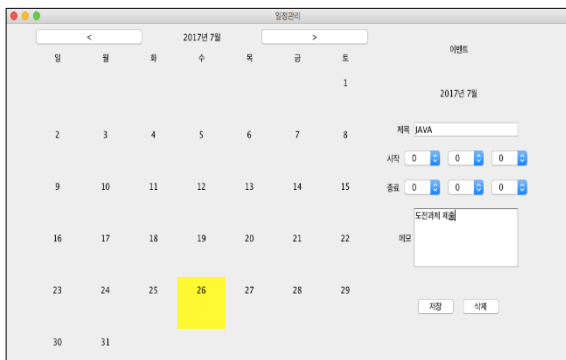 일정관리
< 2017년 7월 >
일 월 화 수 목 금 토
1
2 3 4 5 6 7 8
9 10 11 12 13 14 15
16 17 18 19 20 21 22
23 24 25 26 27 28 29
30 31
이벤트
2017년 7월
제목 JAVA
시작 0 0 0
종료 0 0 0
메모 도전과제 제출
저장 삭제